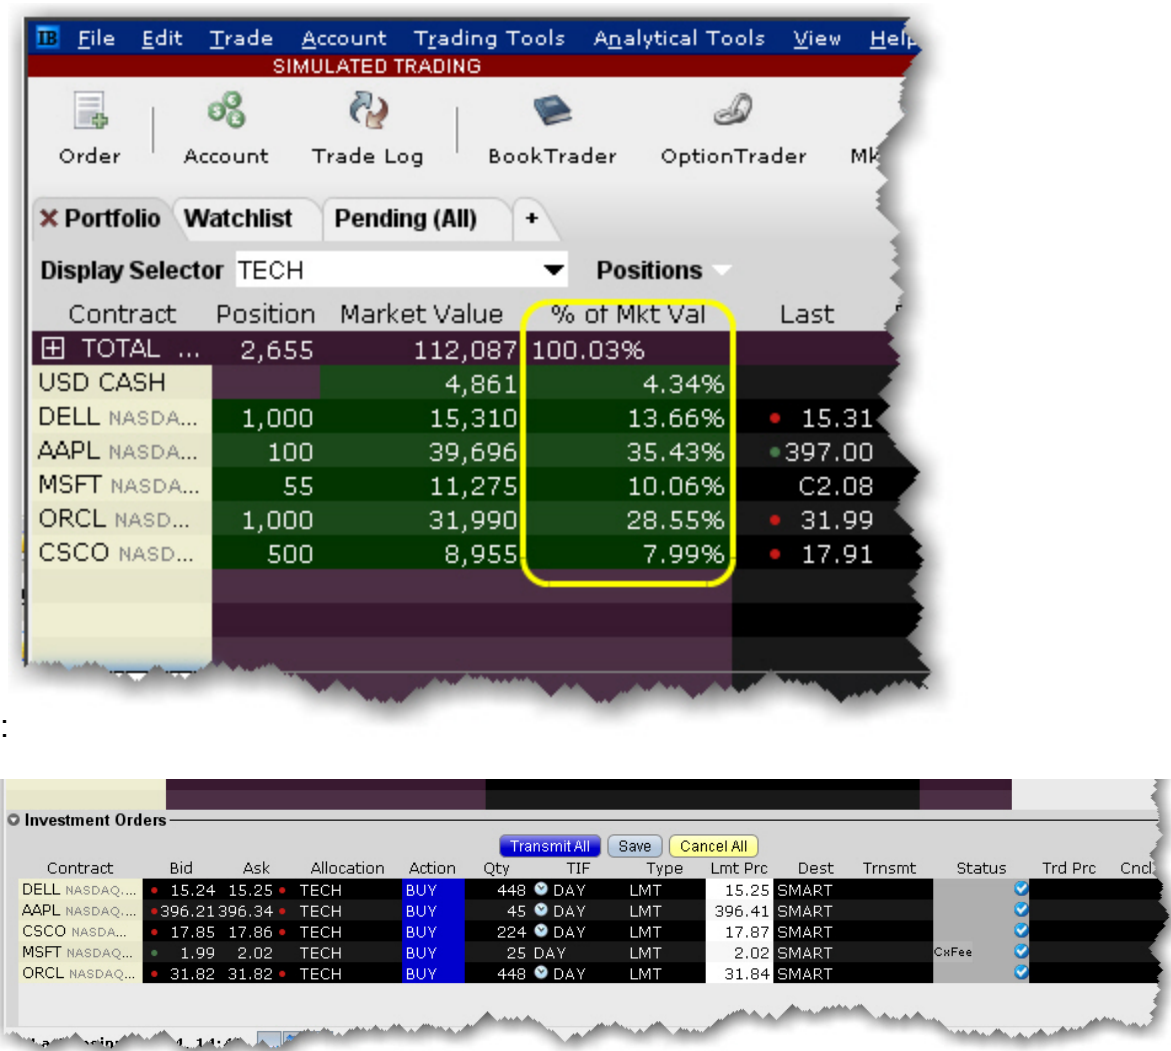 IB File Edit Trade Account Trading Tools Analytical Tools View Help
SIMULATED TRADING
Order Account Trade Log BookTrader OptionTrader Mk
Portfolio Watchlist Pending (All) +
Display Selector TECH Positions
Contract Position Market Value % of Mkt Val Last
TOTAL ... 2,655 112,087 100.03%
USD CASH 4,861 4.34%
DELL NASDA... 1,000 15,310 13.66% 15.31
AAPL NASDA... 100 39,696 35.43% 397.00
MSFT NASDA... 55 11,275 10.06% C2.08
ORCL NASD... 1,000 31,990 28.55% 31.99
CSCO NASD... 500 8,955 7.99% 17.91
:
Investment Orders
Transmit All Save Cancel All
Contract Bid Ask Allocation Action Qty TIF Type Lmt Prc Dest Trnsmt Status Trd Prc Cncl
DELL NASDAQ.... 15.24 15.25 TECH BUY 448 DAY LMT 15.25 SMART
AAPL NASDAQ.... 396.21 396.34 TECH BUY 45 DAY LMT 396.41 SMART
CSCO NASDA... 17.85 17.86 TECH BUY 224 DAY LMT 17.87 SMART
MSFT NASDAQ... 1.99 2.02 TECH BUY 25 DAY LMT 2.02 SMART CxFee
ORCL NASDAQ... 31.82 31.82 TECH BUY 448 DAY LMT 31.84 SMART